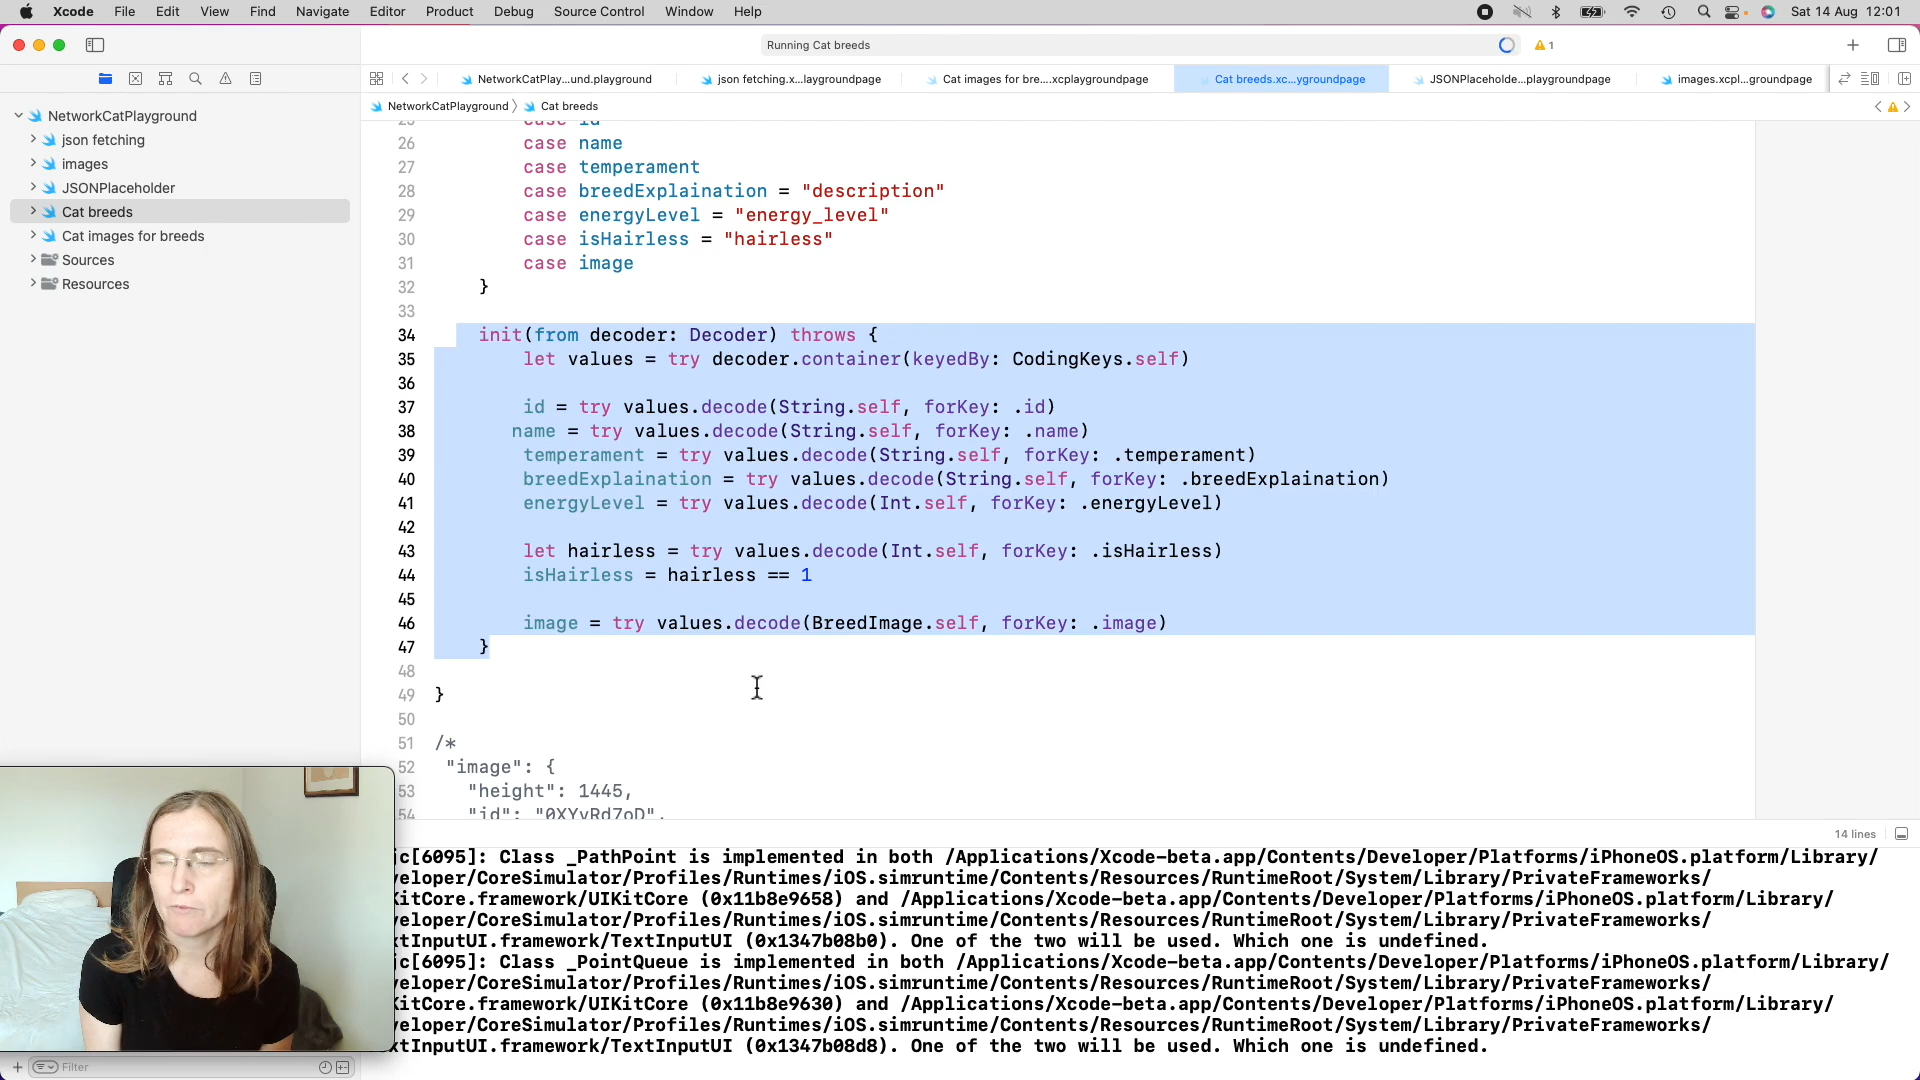 Xcode File Edit View Find Navigate Editor Product Debug Source Control Window Help Sat 14 Aug 12:01
Running Cat breeds 1
NetworkCatPlay...und.playground json fetching.x...laygroundpage Cat images for bre....xcplaygroundpage Cat breeds.xc...ygroundpage JSONPlaceholde...playgroundpage images.xcpl...groundpage
NetworkCatPlayground Cat breeds
NetworkCatPlayground
json fetching
images
JSONPlaceholder
Cat breeds
Cat images for breeds
Sources
Resources
25 case id
26 case name
27 case temperament
28 case breedExplaination = "description"
29 case energyLevel = "energy_level"
30 case isHairless = "hairless"
31 case image
32 }
33
34 init(from decoder: Decoder) throws {
35 let values = try decoder.container(keyedBy: CodingKeys.self)
36
37 id = try values.decode(String.self, forKey: .id)
38 name = try values.decode(String.self, forKey: .name)
39 temperament = try values.decode(String.self, forKey: .temperament)
40 breedExplaination = try values.decode(String.self, forKey: .breedExplaination)
41 energyLevel = try values.decode(Int.self, forKey: .energyLevel)
42
43 let hairless = try values.decode(Int.self, forKey: .isHairless)
44 isHairless = hairless == 1
45
46 image = try values.decode(BreedImage.self, forKey: .image)
47 }
48
49 }
50
51 /*
52 "image": {
53 "height": 1445,
54 "id": "0XYvRd7oD",
14 lines
jc[6095]: Class _PathPoint is implemented in both /Applications/Xcode-beta.app/Contents/Developer/Platforms/iPhoneOS.platform/Library/
veloper/CoreSimulator/Profiles/Runtimes/iOS.simruntime/Contents/Resources/RuntimeRoot/System/Library/PrivateFrameworks/
KitCore.framework/UIKitCore (0x11b8e9658) and /Applications/Xcode-beta.app/Contents/Developer/Platforms/iPhoneOS.platform/Library/
veloper/CoreSimulator/Profiles/Runtimes/iOS.simruntime/Contents/Resources/RuntimeRoot/System/Library/PrivateFrameworks/
xtInputUI.framework/TextInputUI (0x1347b08b0). One of the two will be used. Which one is undefined.
jc[6095]: Class _PointQueue is implemented in both /Applications/Xcode-beta.app/Contents/Developer/Platforms/iPhoneOS.platform/Library/
veloper/CoreSimulator/Profiles/Runtimes/iOS.simruntime/Contents/Resources/RuntimeRoot/System/Library/PrivateFrameworks/
KitCore.framework/UIKitCore (0x11b8e9630) and /Applications/Xcode-beta.app/Contents/Developer/Platforms/iPhoneOS.platform/Library/
veloper/CoreSimulator/Profiles/Runtimes/iOS.simruntime/Contents/Resources/RuntimeRoot/System/Library/PrivateFrameworks/
xtInputUI.framework/TextInputUI (0x1347b08d8). One of the two will be used. Which one is undefined.
Filter